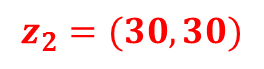 z₂ = (30,30)